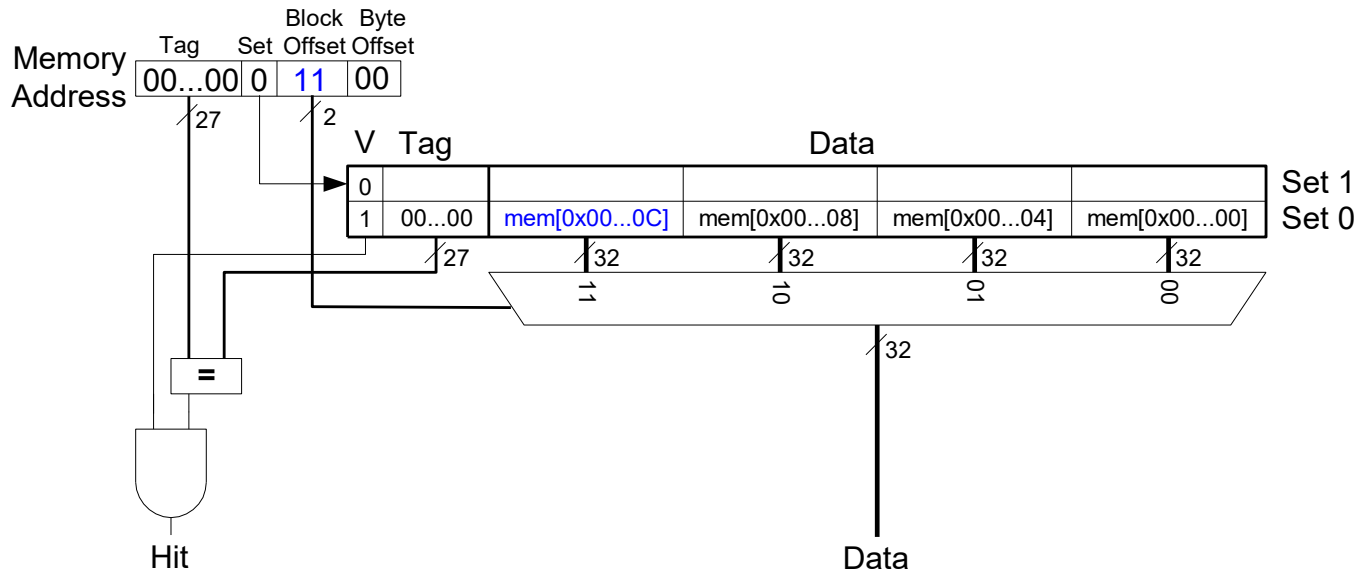 Block Byte
Tag Set Offset Offset
Memory Address
00...00 0 11 00
27 2
V Tag Data
0 Set 1
1 00...00 mem[0x00...0C] mem[0x00...08] mem[0x00...04] mem[0x00...00] Set 0
27 32 32 32 32
11 10 01 00
32
=
Hit Data